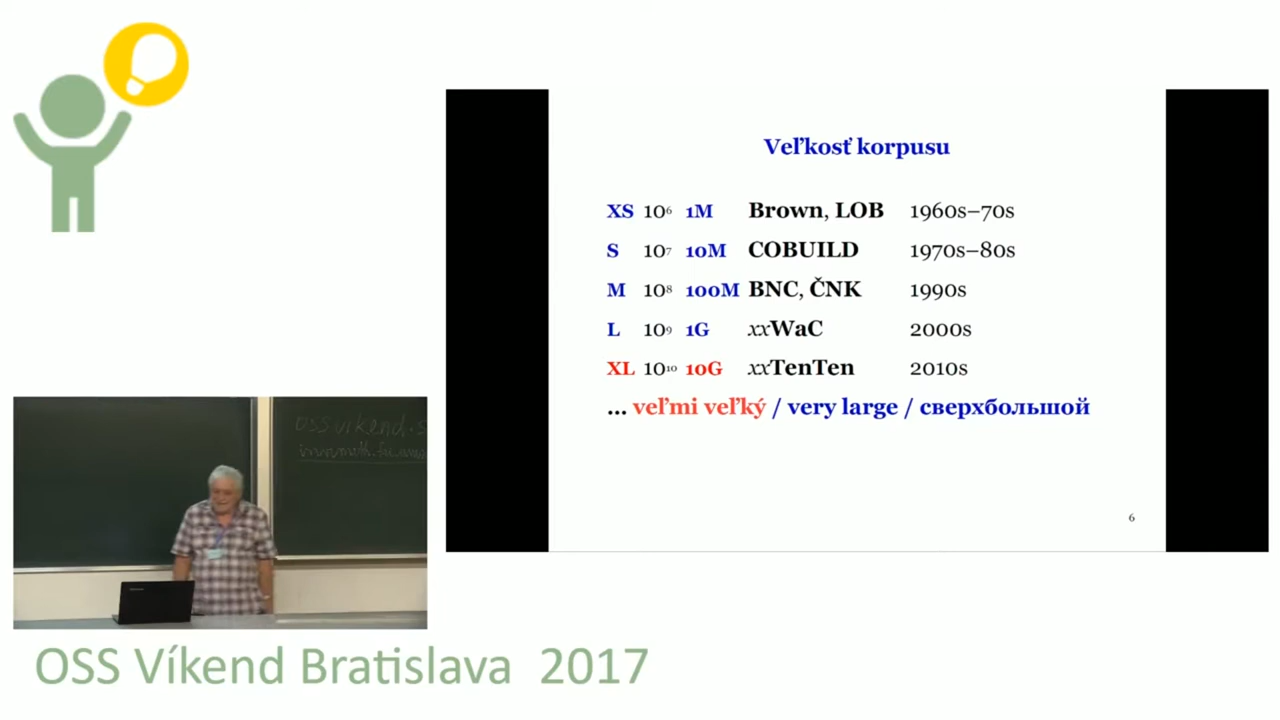 Veľkosť korpusu
XS 10⁶ 1M Brown, LOB 1960s–70s
S 10⁷ 10M COBUILD 1970s–80s
M 10⁸ 100M BNC, ČNK 1990s
L 10⁹ 1G xxWaC 2000s
XL 10¹⁰ 10G xxTenTen 2010s
... veľmi veľký / very large / сверхбольшой
6
oss víkend.s
OSS Víkend Bratislava 2017